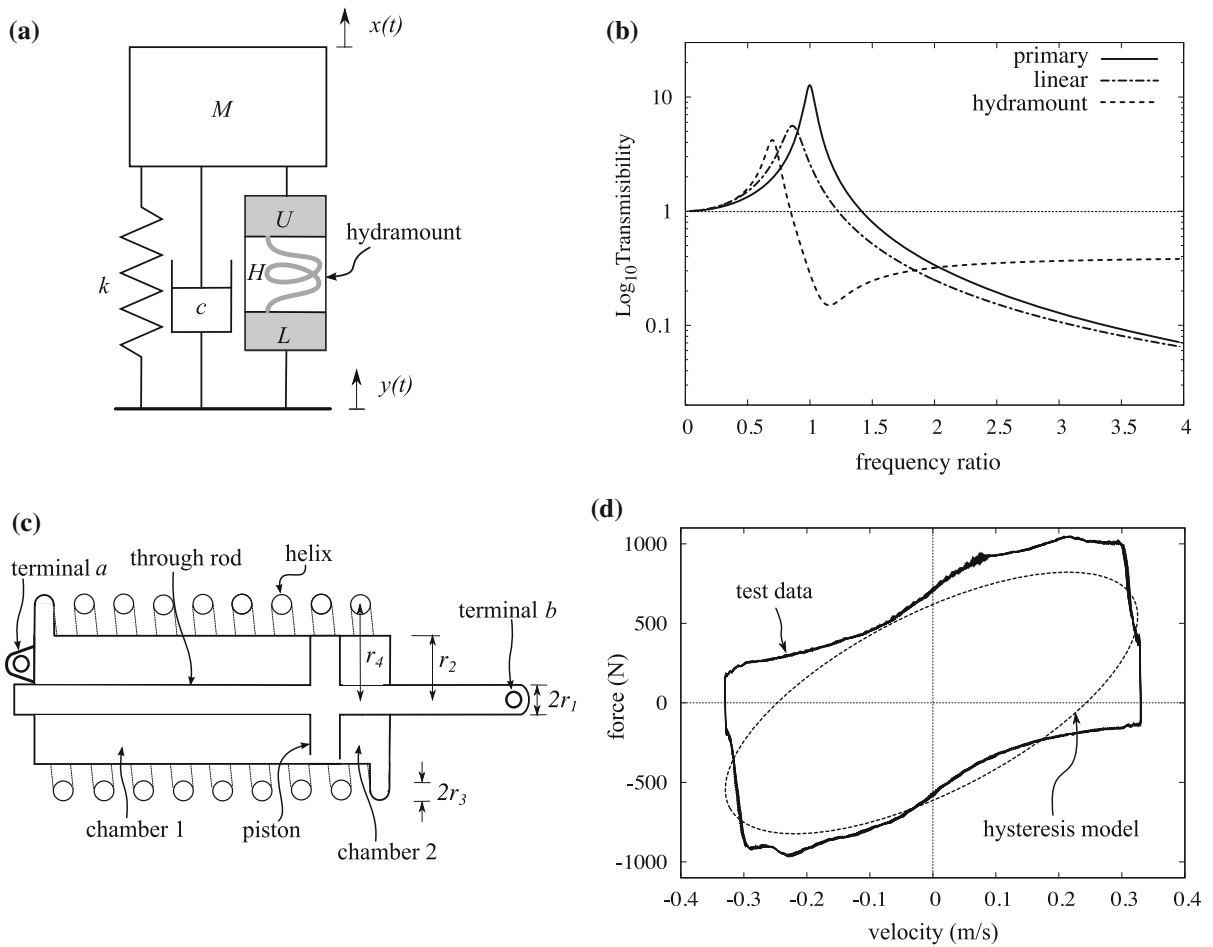 (a)
x(t)
M
U
hydramount
H
k
c
L
y(t)
(b)
primary
linear
hydramount
10
1
0.1
Log10Transmisibility
0 0.5 1 1.5 2 2.5 3 3.5 4
frequency ratio
(c)
helix
through rod
terminal a
terminal b
r4
r2
2r1
2r3
chamber 1
piston
chamber 2
(d)
1000
500
0
-500
-1000
force (N)
test data
hysteresis model
-0.4 -0.3 -0.2 -0.1 0 0.1 0.2 0.3 0.4
velocity (m/s)